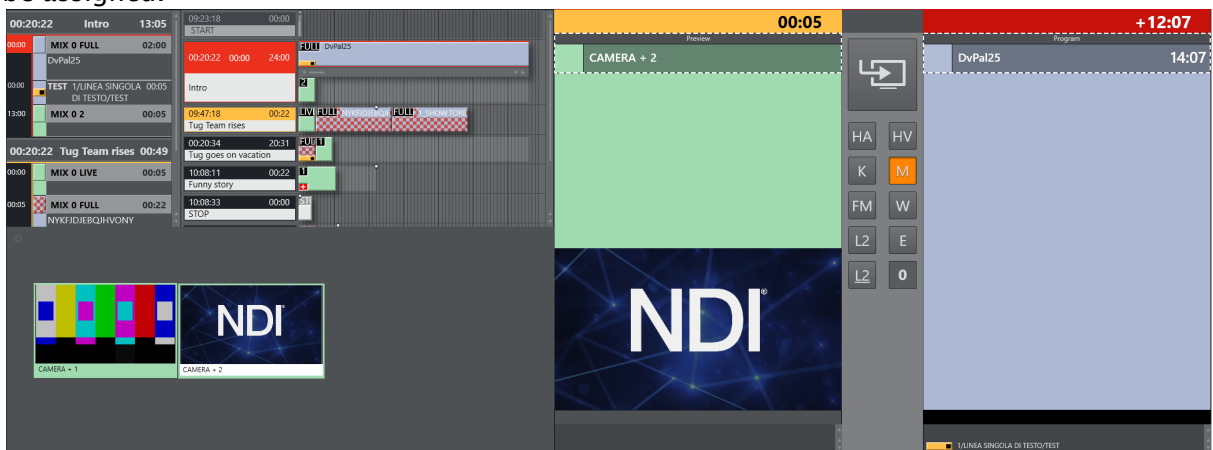 be assigned.
00:20:22 Intro 13:05
00:00 MIX 0 FULL 02:00
DvPal25
00:00 TEST 1/LINEA SINGOLA 00:05
DI TESTO/TEST
13:00 MIX 0 2 00:05
00:20:22 Tug Team rises 00:49
00:00 MIX 0 LIVE 00:05
00:05 MIX 0 FULL 00:22
NYKFJDJEBQJHVONY
09:23:18 00:00
START
00:20:22 00:00 24:00
Intro
FULL DvPal25
2
09:47:18 00:22
Tug Team rises
LIV FULL NYKFJDJEBQJH FULL
00:20:34 20:31
Tug goes on vacation
FUL 1
10:08:11 00:22
Funny story
1
10:08:33 00:00
STOP
CAMERA + 1
NDI
CAMERA + 2
00:05
Preview
CAMERA + 2
NDI
HA HV
K M
FM W
L2 E
L2 0
+12:07
Program
DvPal25 14:07
1/LINEA SINGOLA DI TESTO/TEST